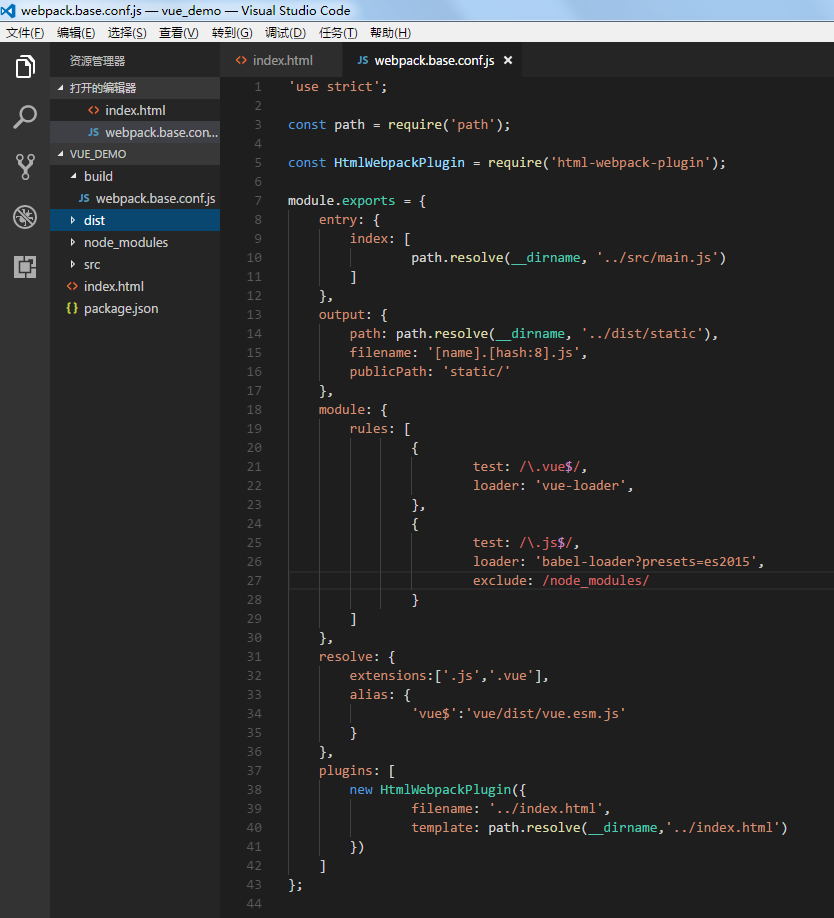 webpack.base.conf.js — vue_demo — Visual Studio Code
文件(F) 编辑(E) 选择(S) 查看(V) 转到(G) 调试(D) 任务(T) 帮助(H)
资源管理器
打开的编辑器
<> index.html
JS webpack.base.con...
VUE_DEMO
build
JS webpack.base.conf.js
dist
node_modules
src
<> index.html
{} package.json
<> index.html JS webpack.base.conf.js ×
1 'use strict';
2
3 const path = require('path');
4
5 const HtmlWebpackPlugin = require('html-webpack-plugin');
6
7 module.exports = {
8 entry: {
9 index: [
10 path.resolve(__dirname, '../src/main.js')
11 ]
12 },
13 output: {
14 path: path.resolve(__dirname, '../dist/static'),
15 filename: '[name].[hash:8].js',
16 publicPath: 'static/'
17 },
18 module: {
19 rules: [
20 {
21 test: /\.vue$/,
22 loader: 'vue-loader',
23 },
24 {
25 test: /\.js$/,
26 loader: 'babel-loader?presets=es2015',
27 exclude: /node_modules/
28 }
29 ]
30 },
31 resolve: {
32 extensions:['.js','.vue'],
33 alias: {
34 'vue$':'vue/dist/vue.esm.js'
35 }
36 },
37 plugins: [
38 new HtmlWebpackPlugin({
39 filename: '../index.html',
40 template: path.resolve(__dirname,'../index.html')
41 })
42 ]
43 };
44